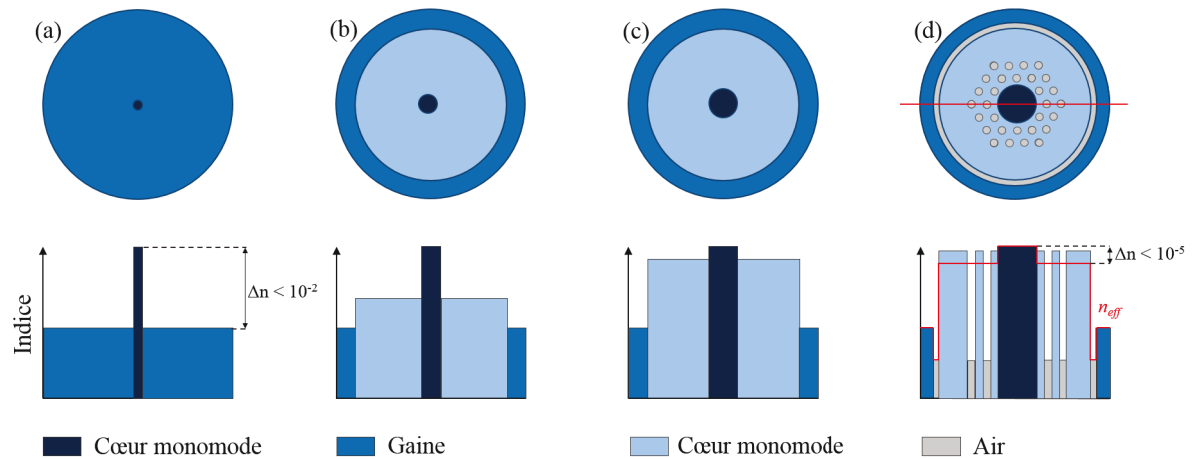 (a)
(b)
(c)
(d)
Δn < 10⁻²
Δn < 10⁻⁵
n_eff
Indice
Cœur monomode
Gaine
Cœur monomode
Air